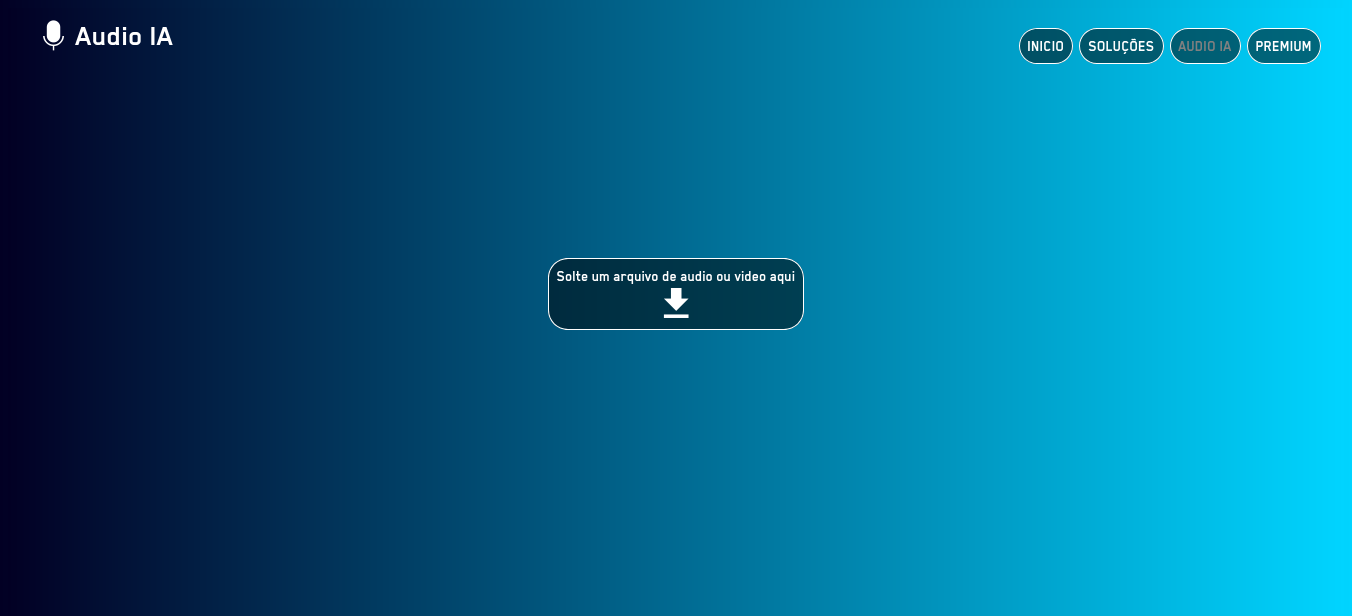 Audio IA
INICIO
SOLUÇÕES
AUDIO IA
PREMIUM
Solte um arquivo de audio ou video aqui